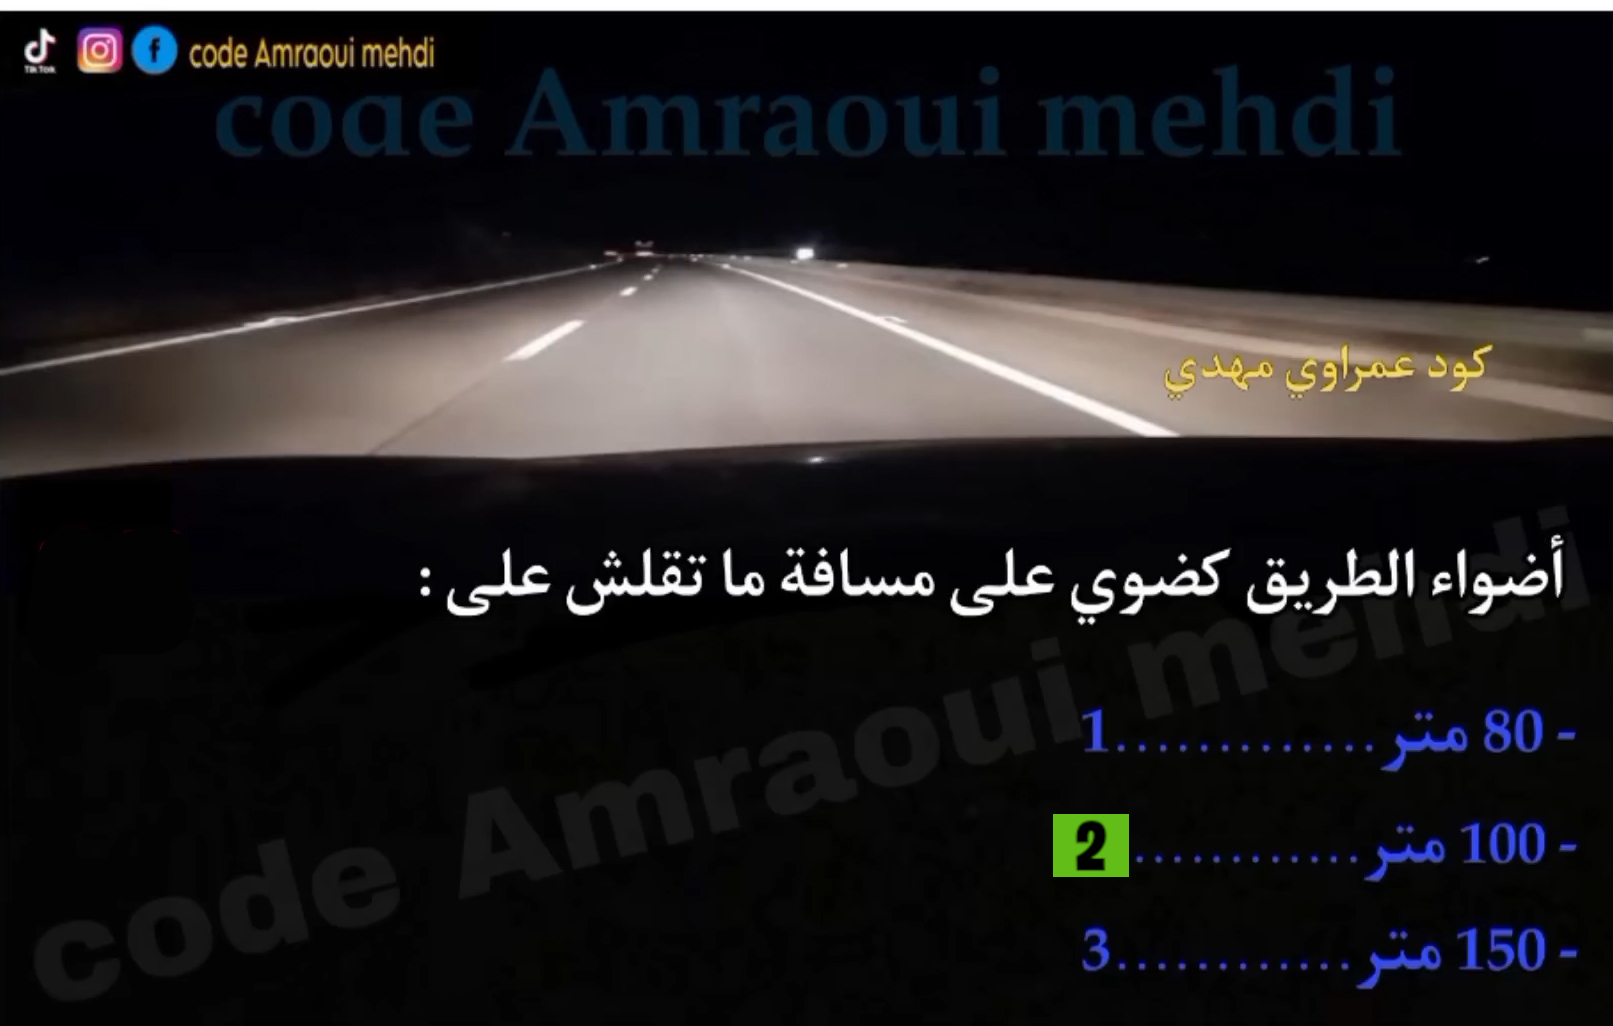 TikTok
code Amraoui mehdi
code Amraoui mehdi
كود عمراوي مهدي
أضواء الطريق كضوي على مسافة ما تقلش على :
- 80 متر.............1
- 100 متر............2
- 150 متر............3
code Amraoui mehdi